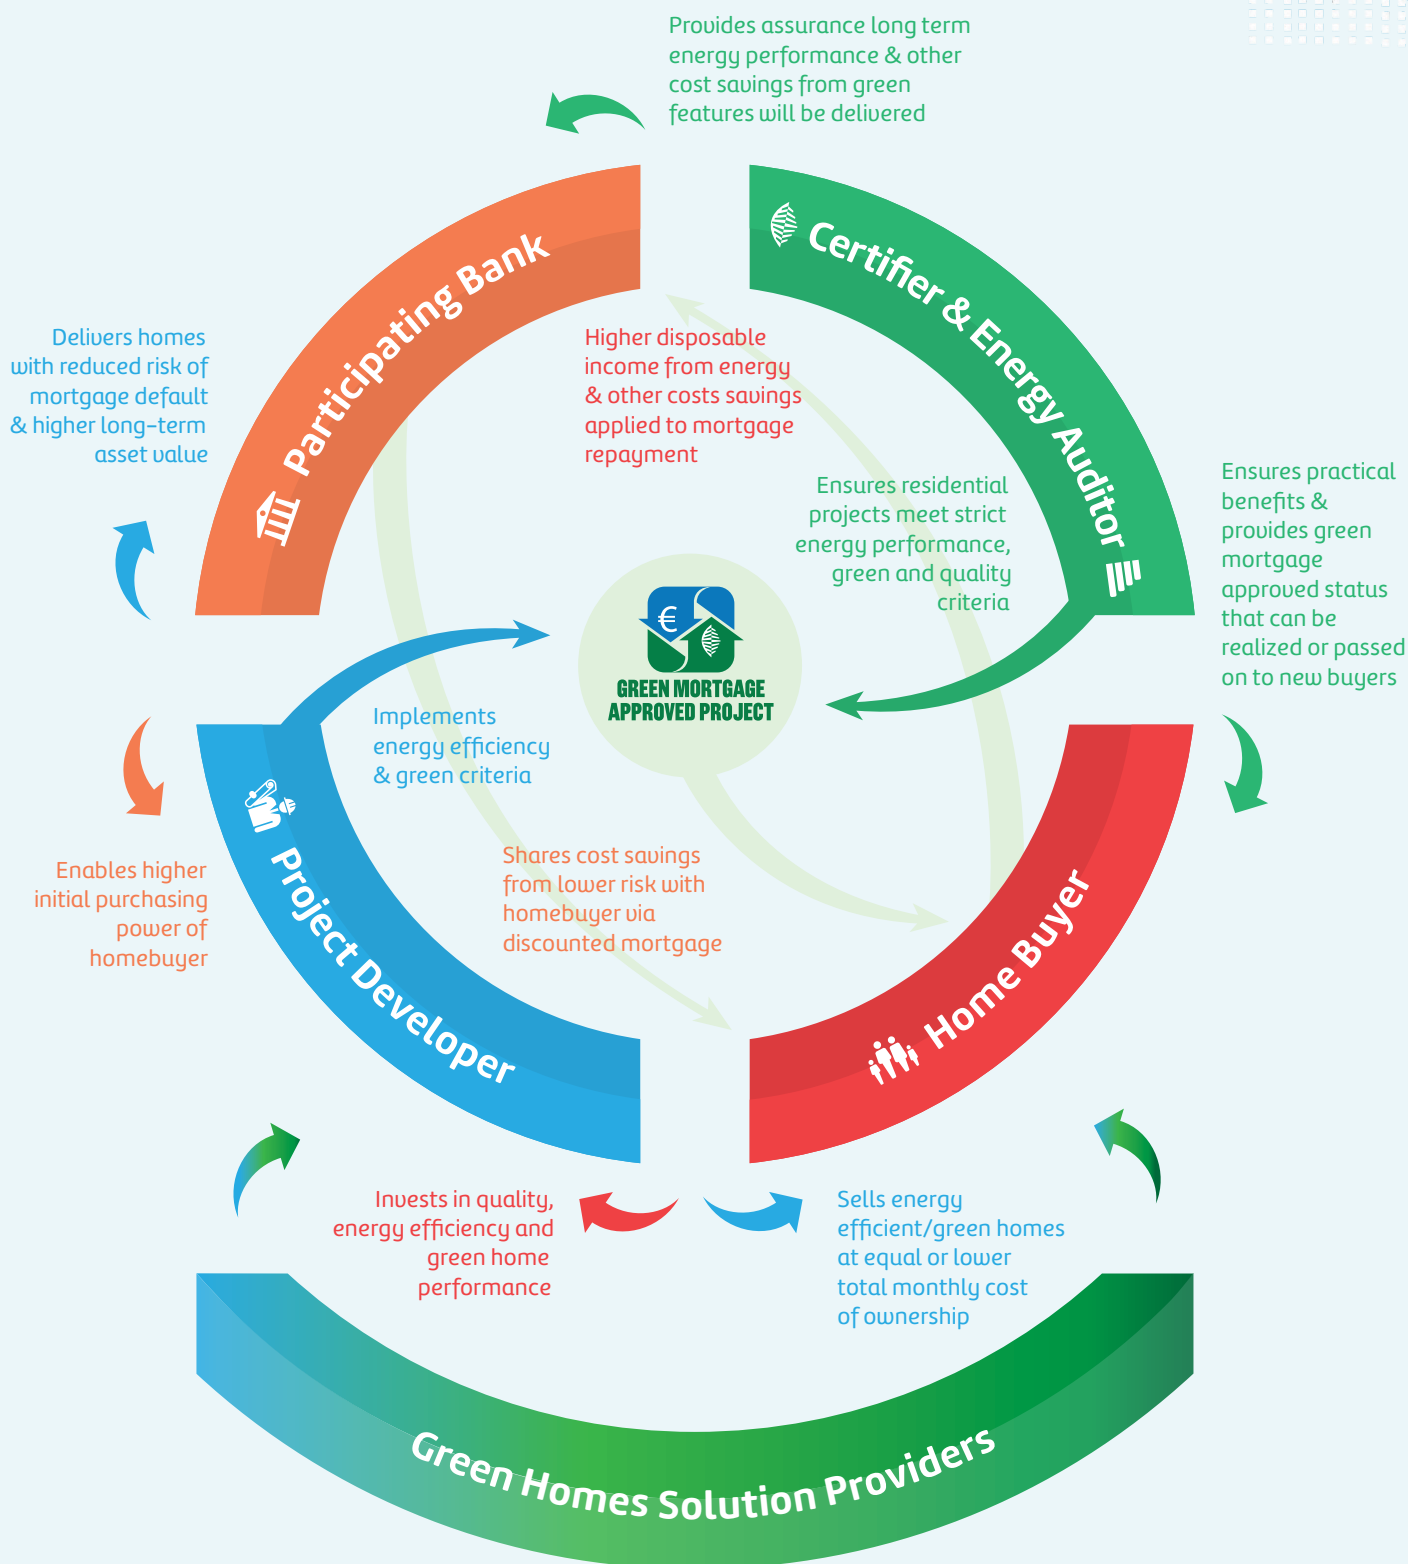 Provides assurance long term
energy performance & other
cost savings from green
features will be delivered
Participating Bank
Certifier & Energy Auditor
Delivers homes
with reduced risk of
mortgage default
& higher long-term
asset value
Higher disposable
income from energy
& other costs savings
applied to mortgage
repayment
Ensures residential
projects meet strict
energy performance,
green and quality
criteria
Ensures practical
benefits &
provides green
mortgage
approved status
that can be
realized or passed
on to new buyers
€
GREEN MORTGAGE
APPROVED PROJECT
Implements
energy efficiency
& green criteria
Enables higher
initial purchasing
power of
homebuyer
Shares cost savings
from lower risk with
homebuyer via
discounted mortgage
Project Developer
Home Buyer
Invests in quality,
energy efficiency and
green home
performance
Sells energy
efficient/green homes
at equal or lower
total monthly cost
of ownership
Green Homes Solution Providers